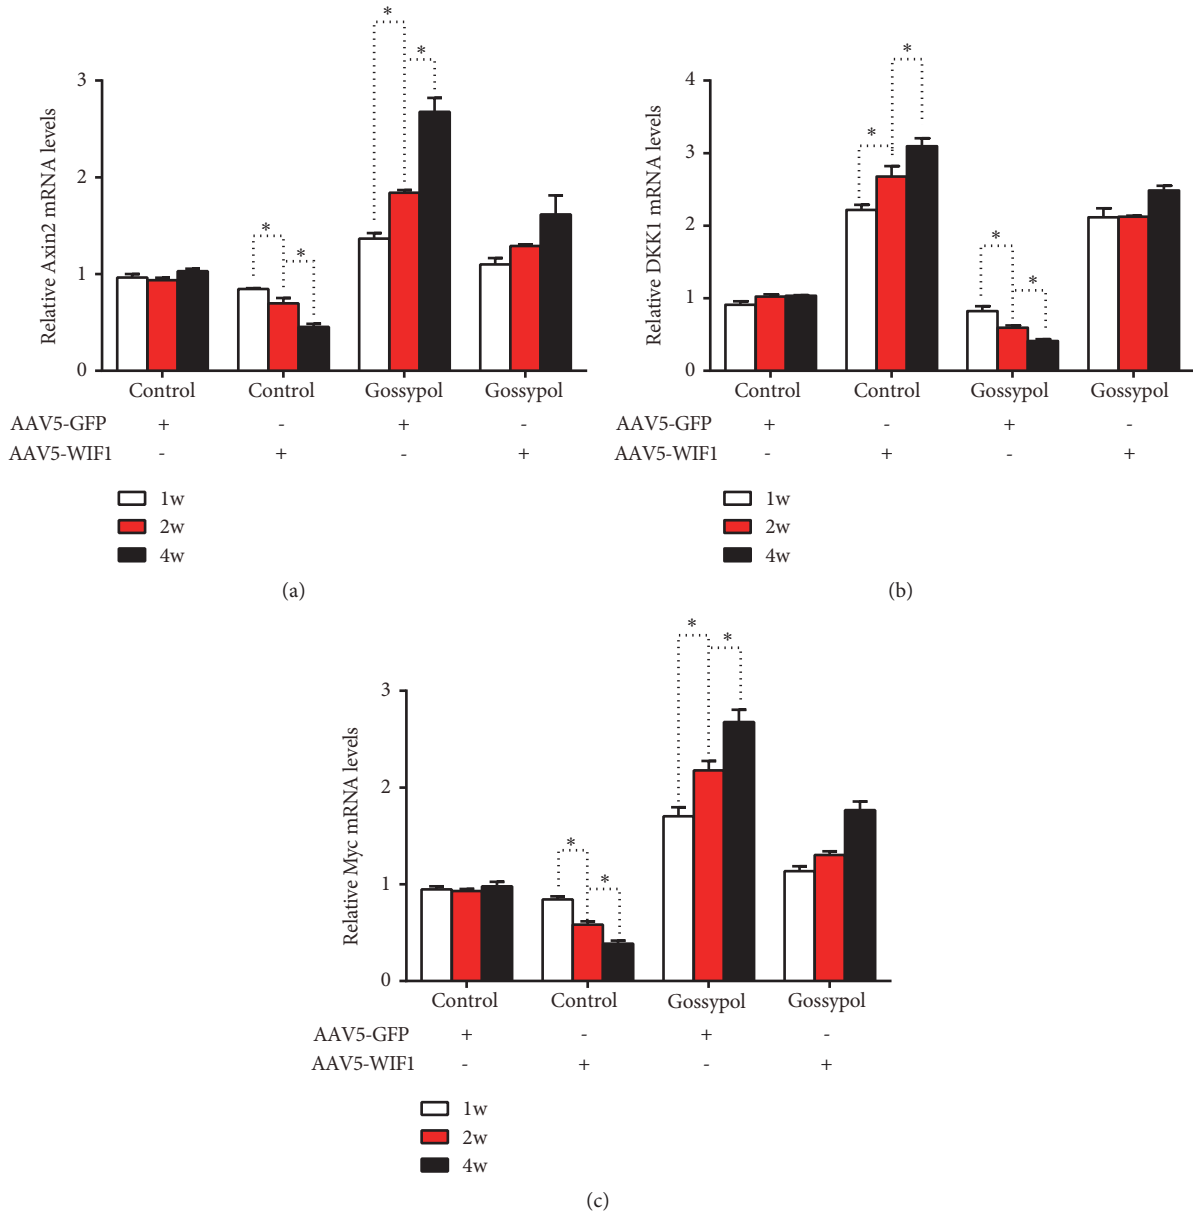 * *
3
2
1
0
Relative Axin2 mRNA levels
* *
Control Control Gossypol Gossypol
AAV5-GFP + - + -
AAV5-WIF1 - + - +
1w
2w
4w
(a)
* *
4
3
2
1
0
Relative DKK1 mRNA levels
* *
Control Control Gossypol Gossypol
AAV5-GFP + - + -
AAV5-WIF1 - + - +
1w
2w
4w
(b)
* *
3
2
1
0
Relative Myc mRNA levels
* *
Control Control Gossypol Gossypol
AAV5-GFP + - + -
AAV5-WIF1 - + - +
1w
2w
4w
(c)